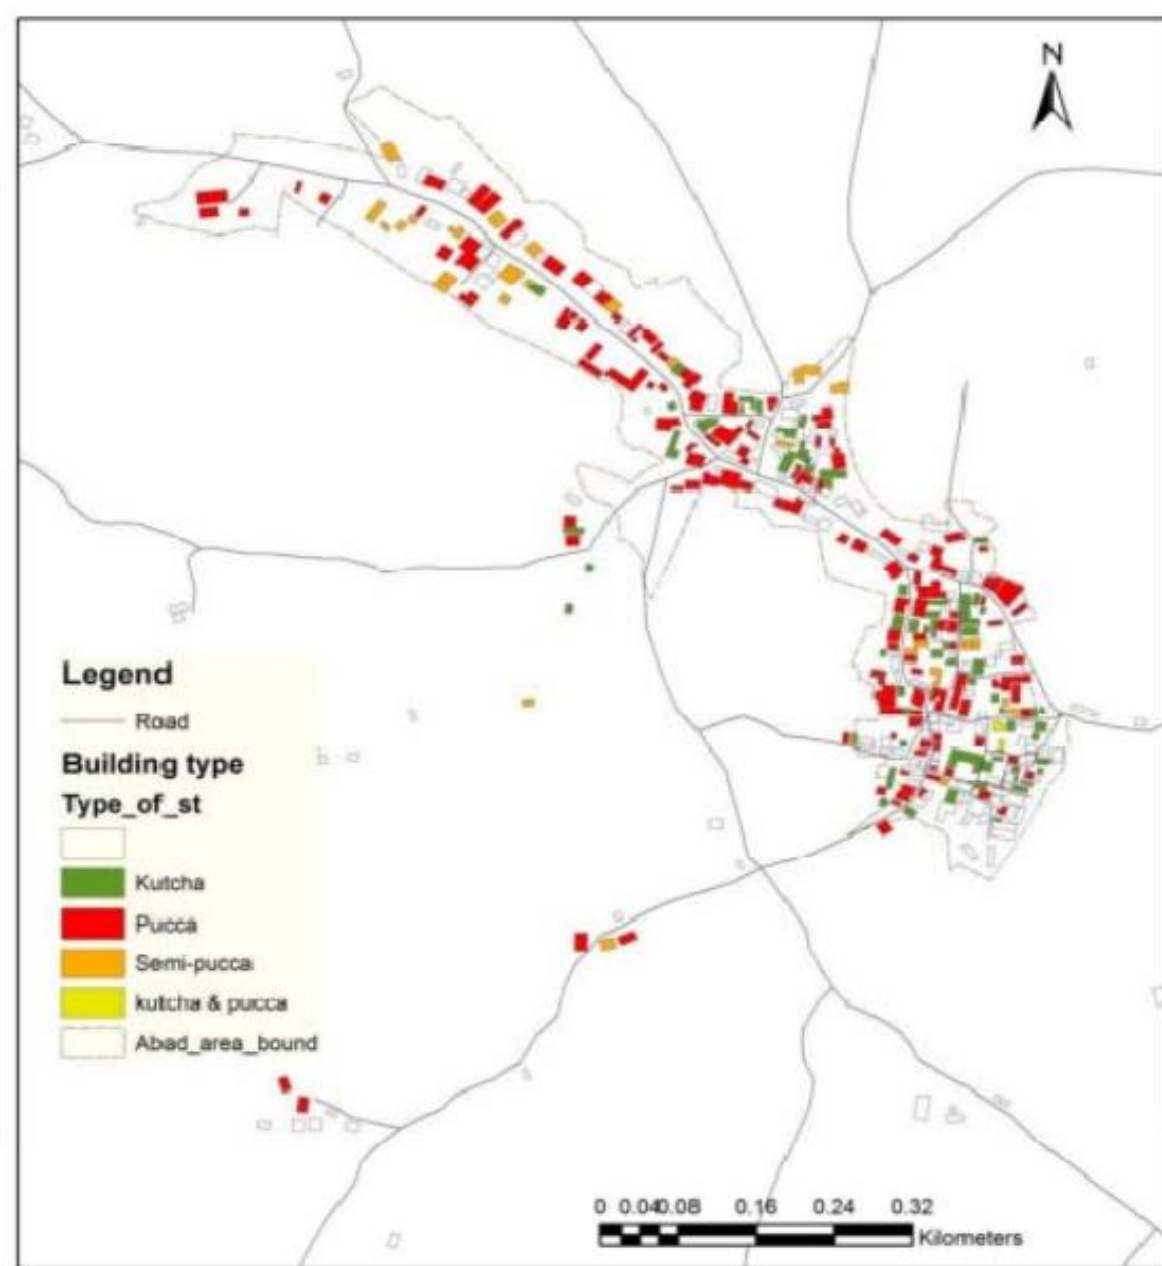 N
Legend
Road
Building type
Type_of_st
Kutcha
Pucca
Semi-pucca
kutcha & pucca
Abad_area_bound
0 0.04 0.08 0.16 0.24 0.32
Kilometers